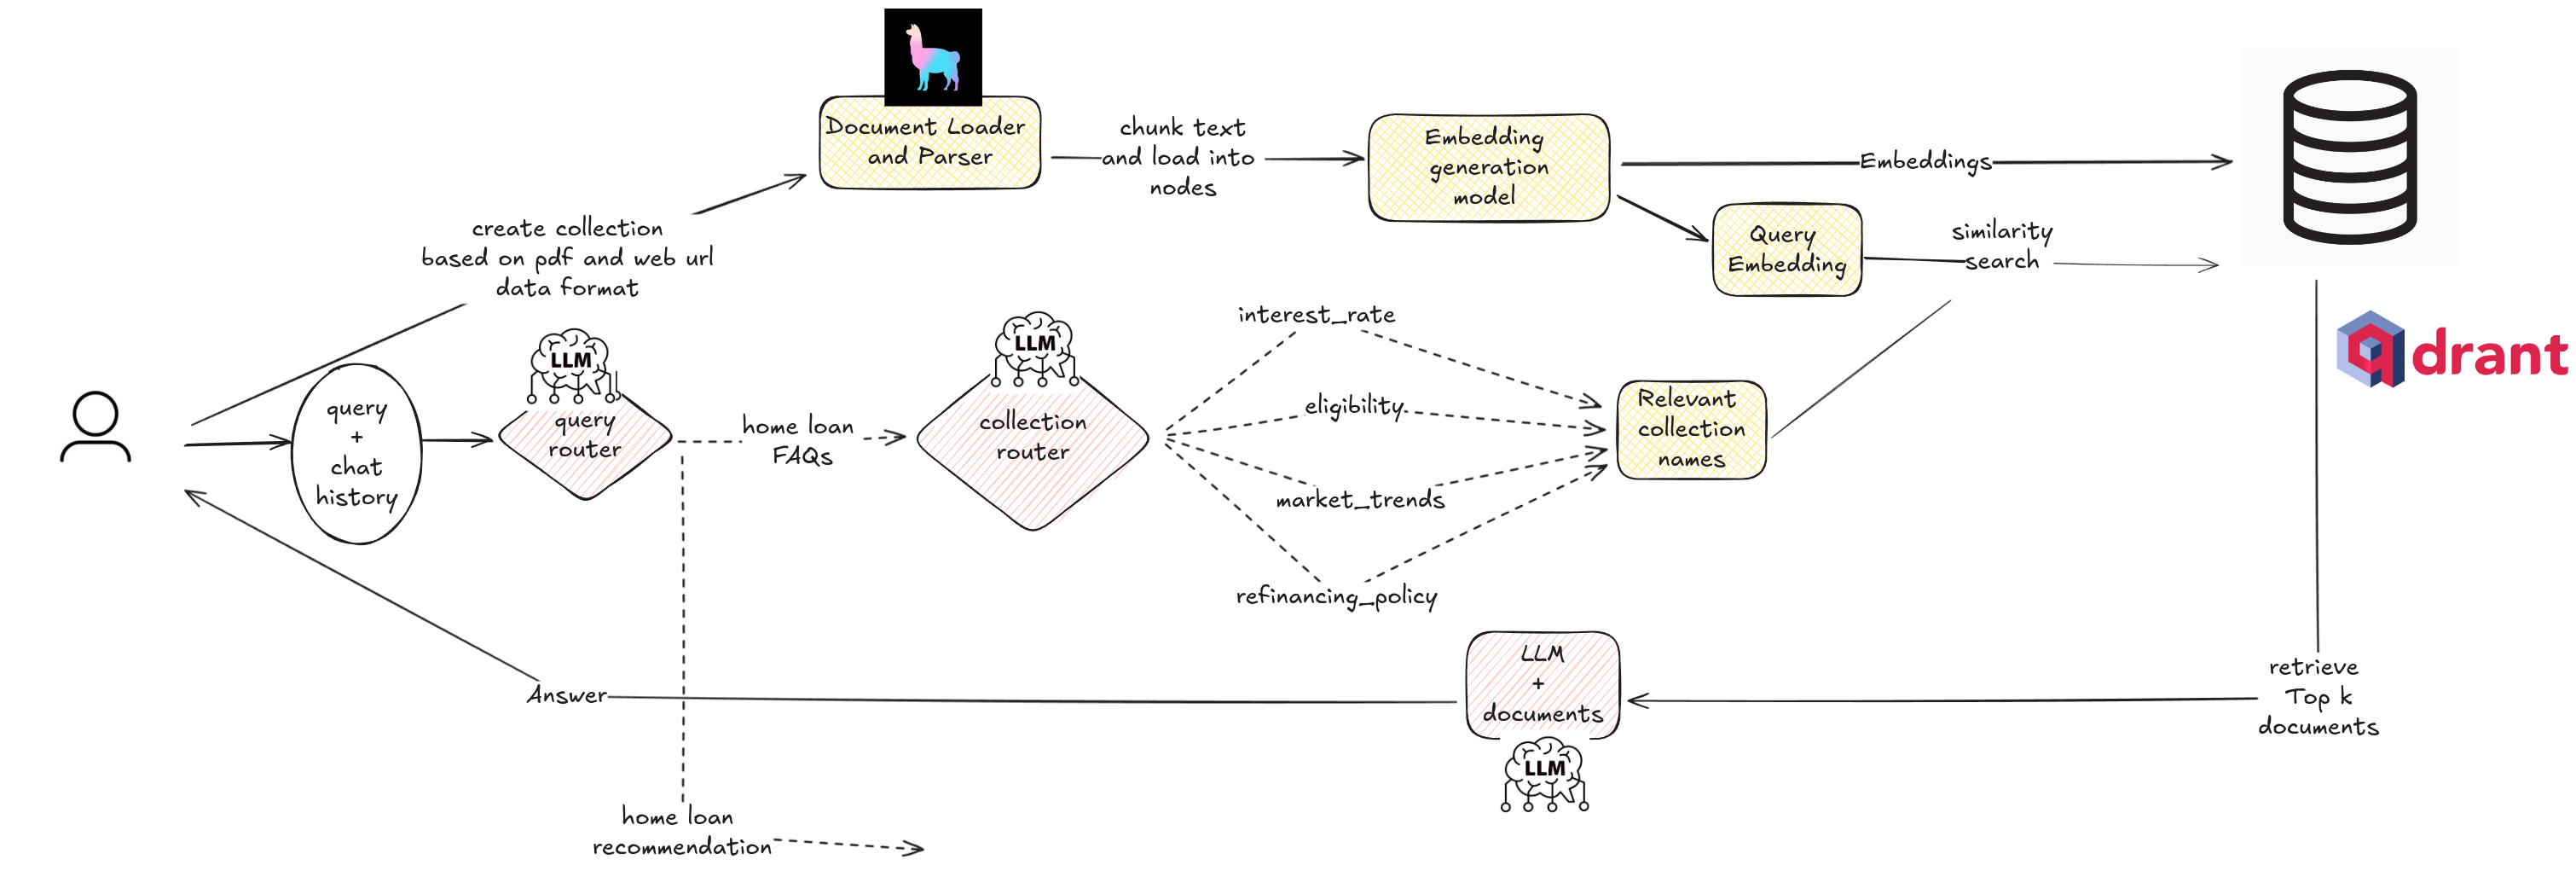 Document Loader
and Parser
chunk text
and load into
nodes
Embedding
generation
model
Embeddings
Query
Embedding
similarity
search
create collection
based on pdf and web url
data format
query
+
chat
history
LLM
query
router
home loan
FAQs
LLM
collection
router
interest_rate
eligibility
market_trends
refinancing_policy
Relevant
collection
names
qdrant
retrieve
Top k
documents
LLM
+
documents
LLM
Answer
home loan
recommendation